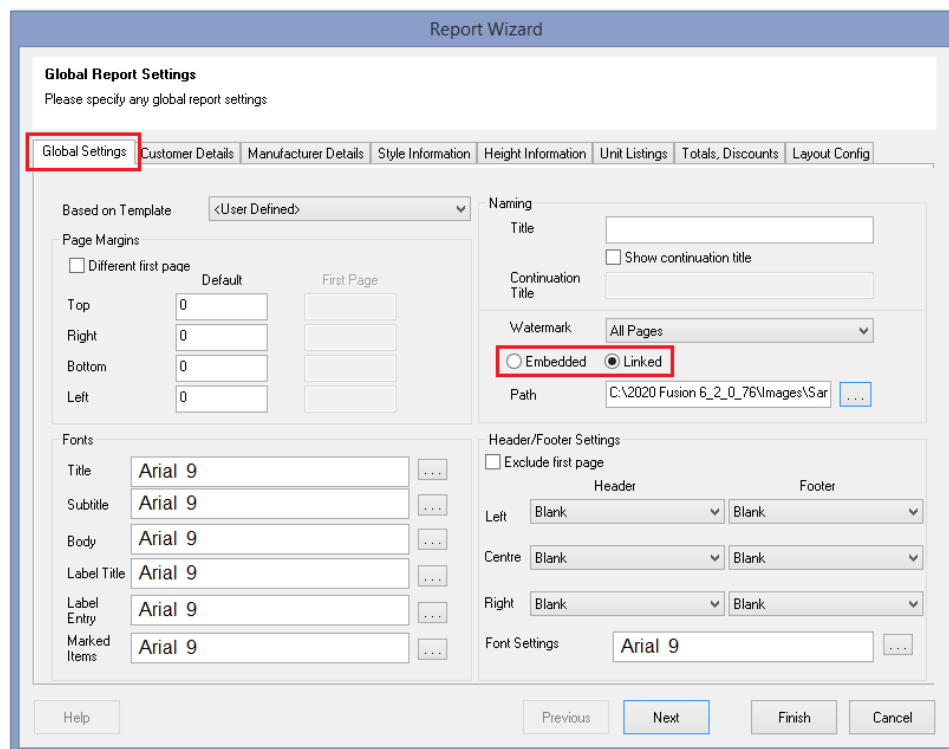 Report Wizard
Global Report Settings
Please specify any global report settings
Global Settings Customer Details Manufacturer Details Style Information Height Information Unit Listings Totals, Discounts Layout Config
Based on Template <User Defined>
Page Margins
Different first page
Default First Page
Top 0
Right 0
Bottom 0
Left 0
Naming
Title
Show continuation title
Continuation
Title
Watermark All Pages
Embedded Linked
Path C:\2020 Fusion 6_2_0_76\Images\Sar ...
Fonts
Title Arial 9 ...
Subtitle Arial 9 ...
Body Arial 9 ...
Label Title Arial 9 ...
Label
Entry Arial 9 ...
Marked
Items Arial 9 ...
Header/Footer Settings
Exclude first page
Header Footer
Left Blank Blank
Centre Blank Blank
Right Blank Blank
Font Settings Arial 9 ...
Help Previous Next Finish Cancel